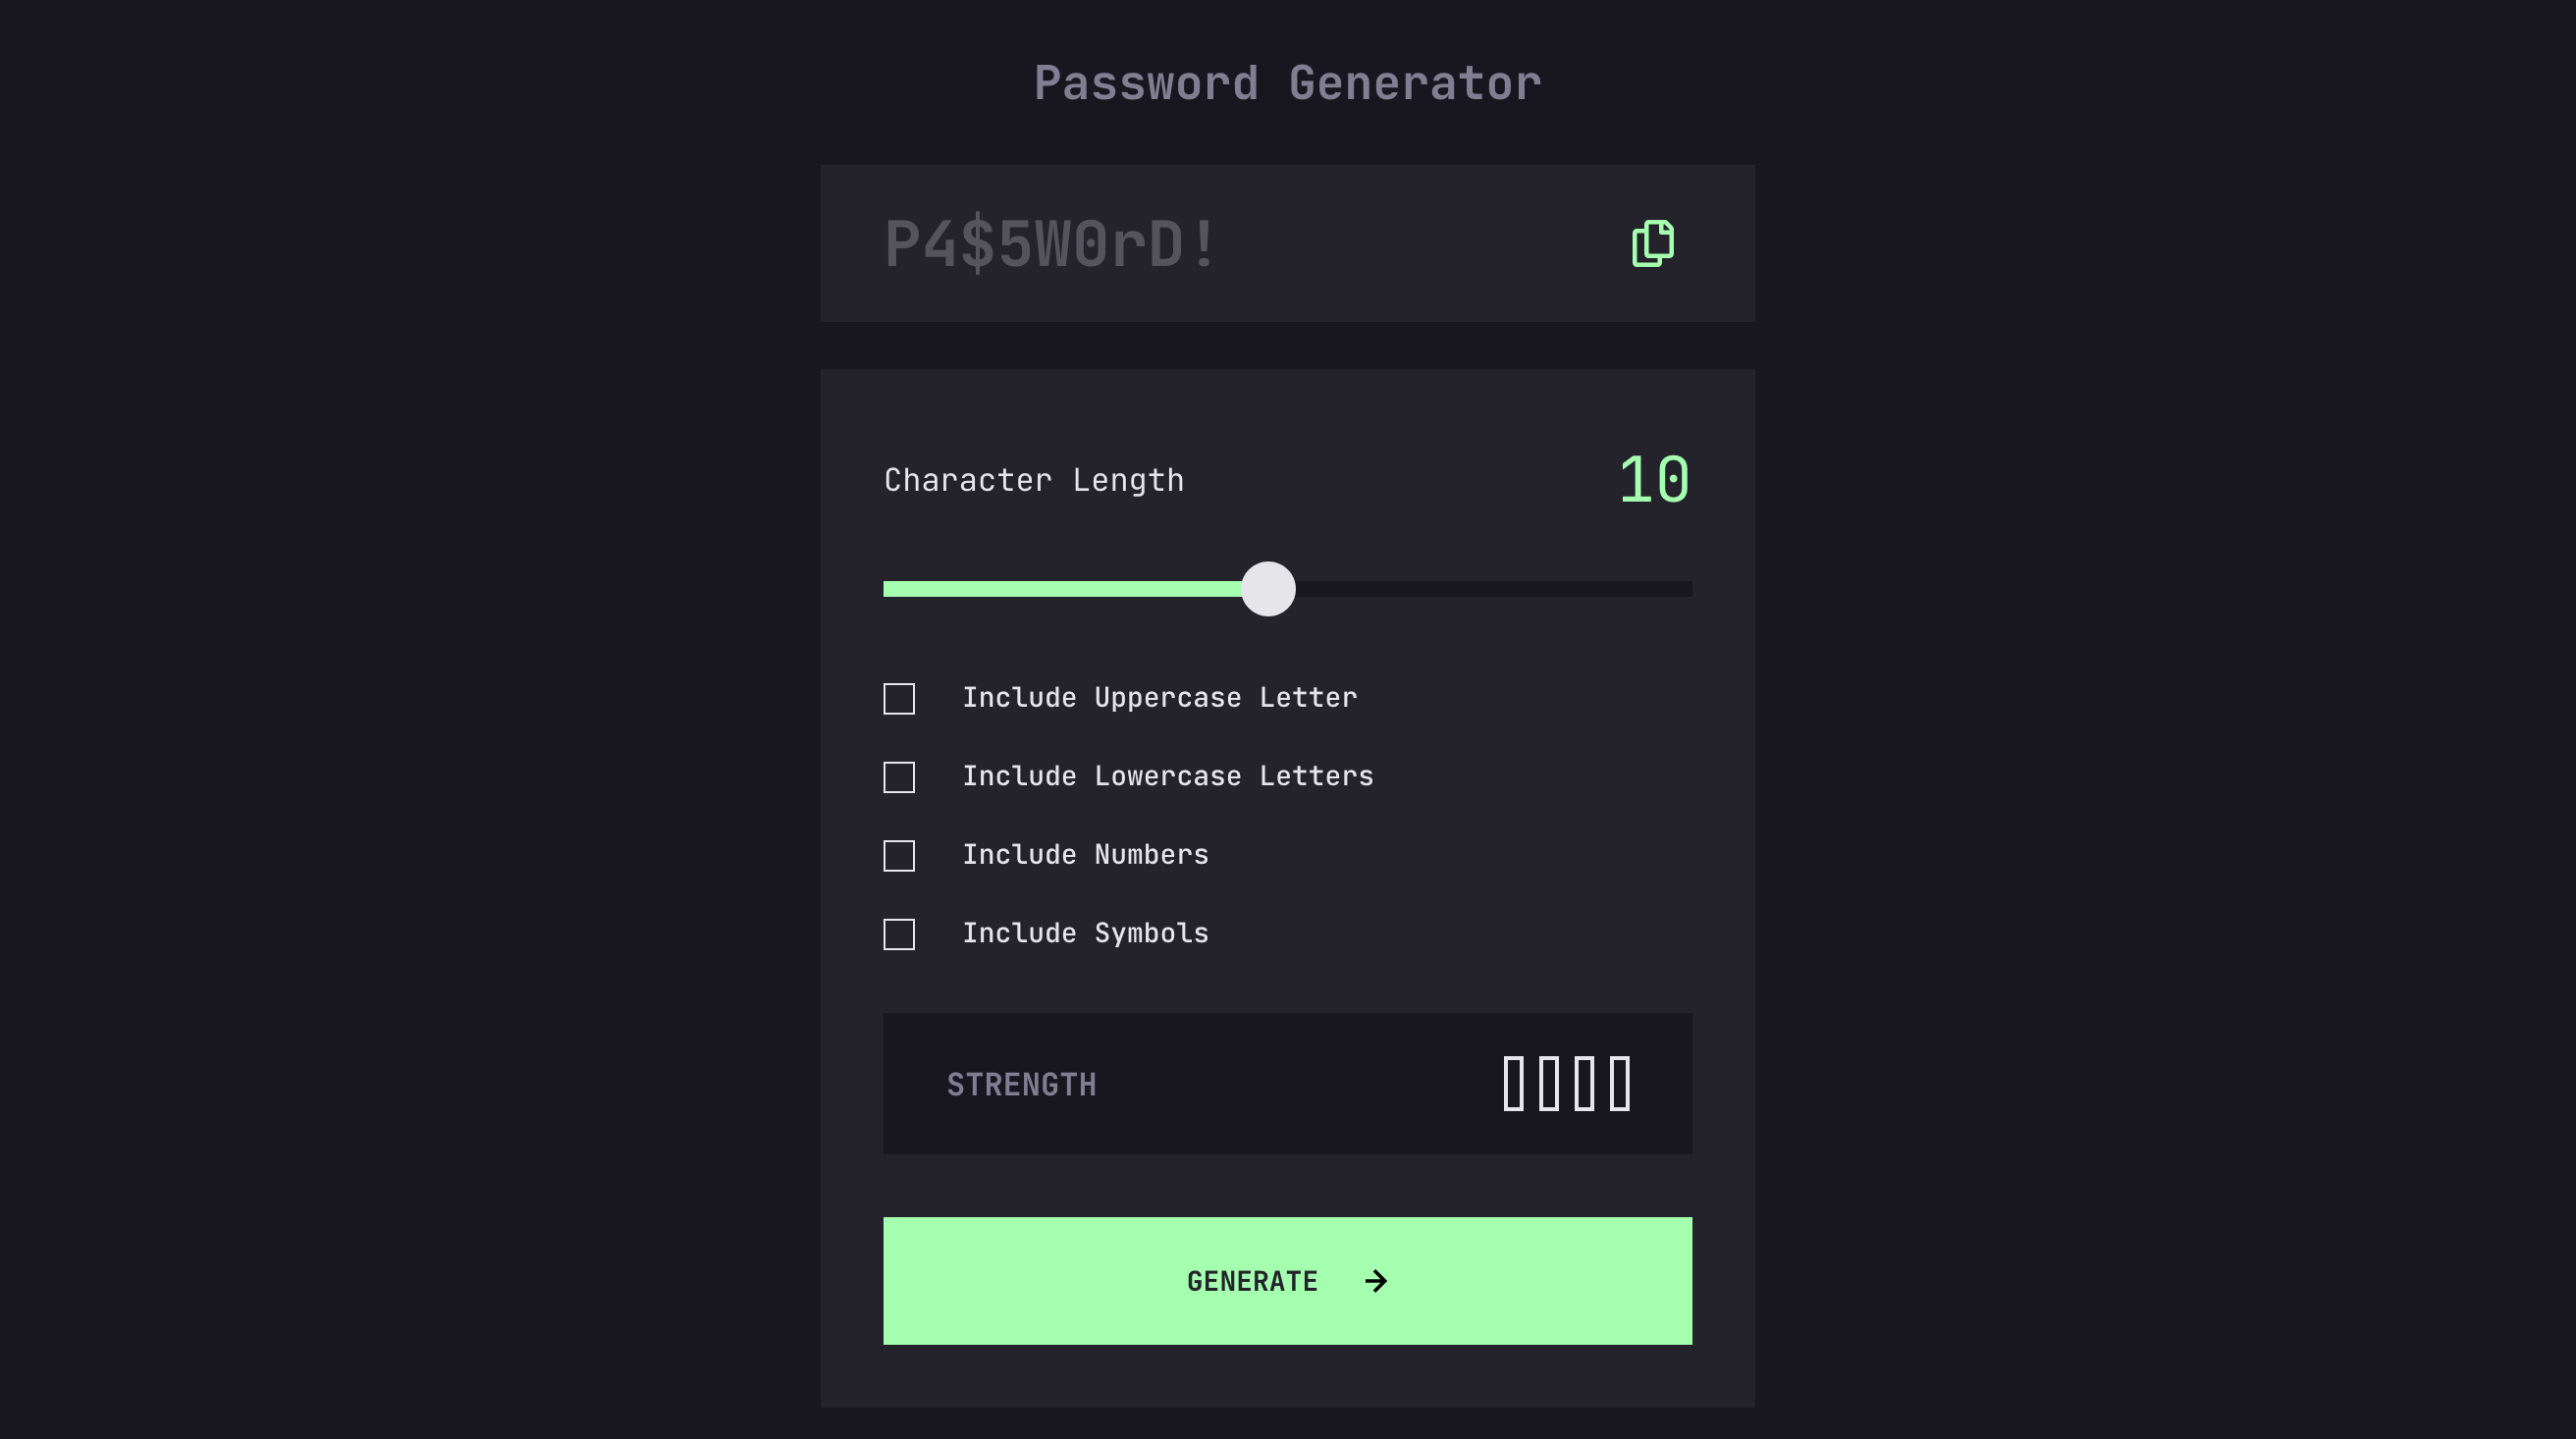 Password Generator
P4$5W0rD!
Character Length
10
Include Uppercase Letter
Include Lowercase Letters
Include Numbers
Include Symbols
STRENGTH
GENERATE